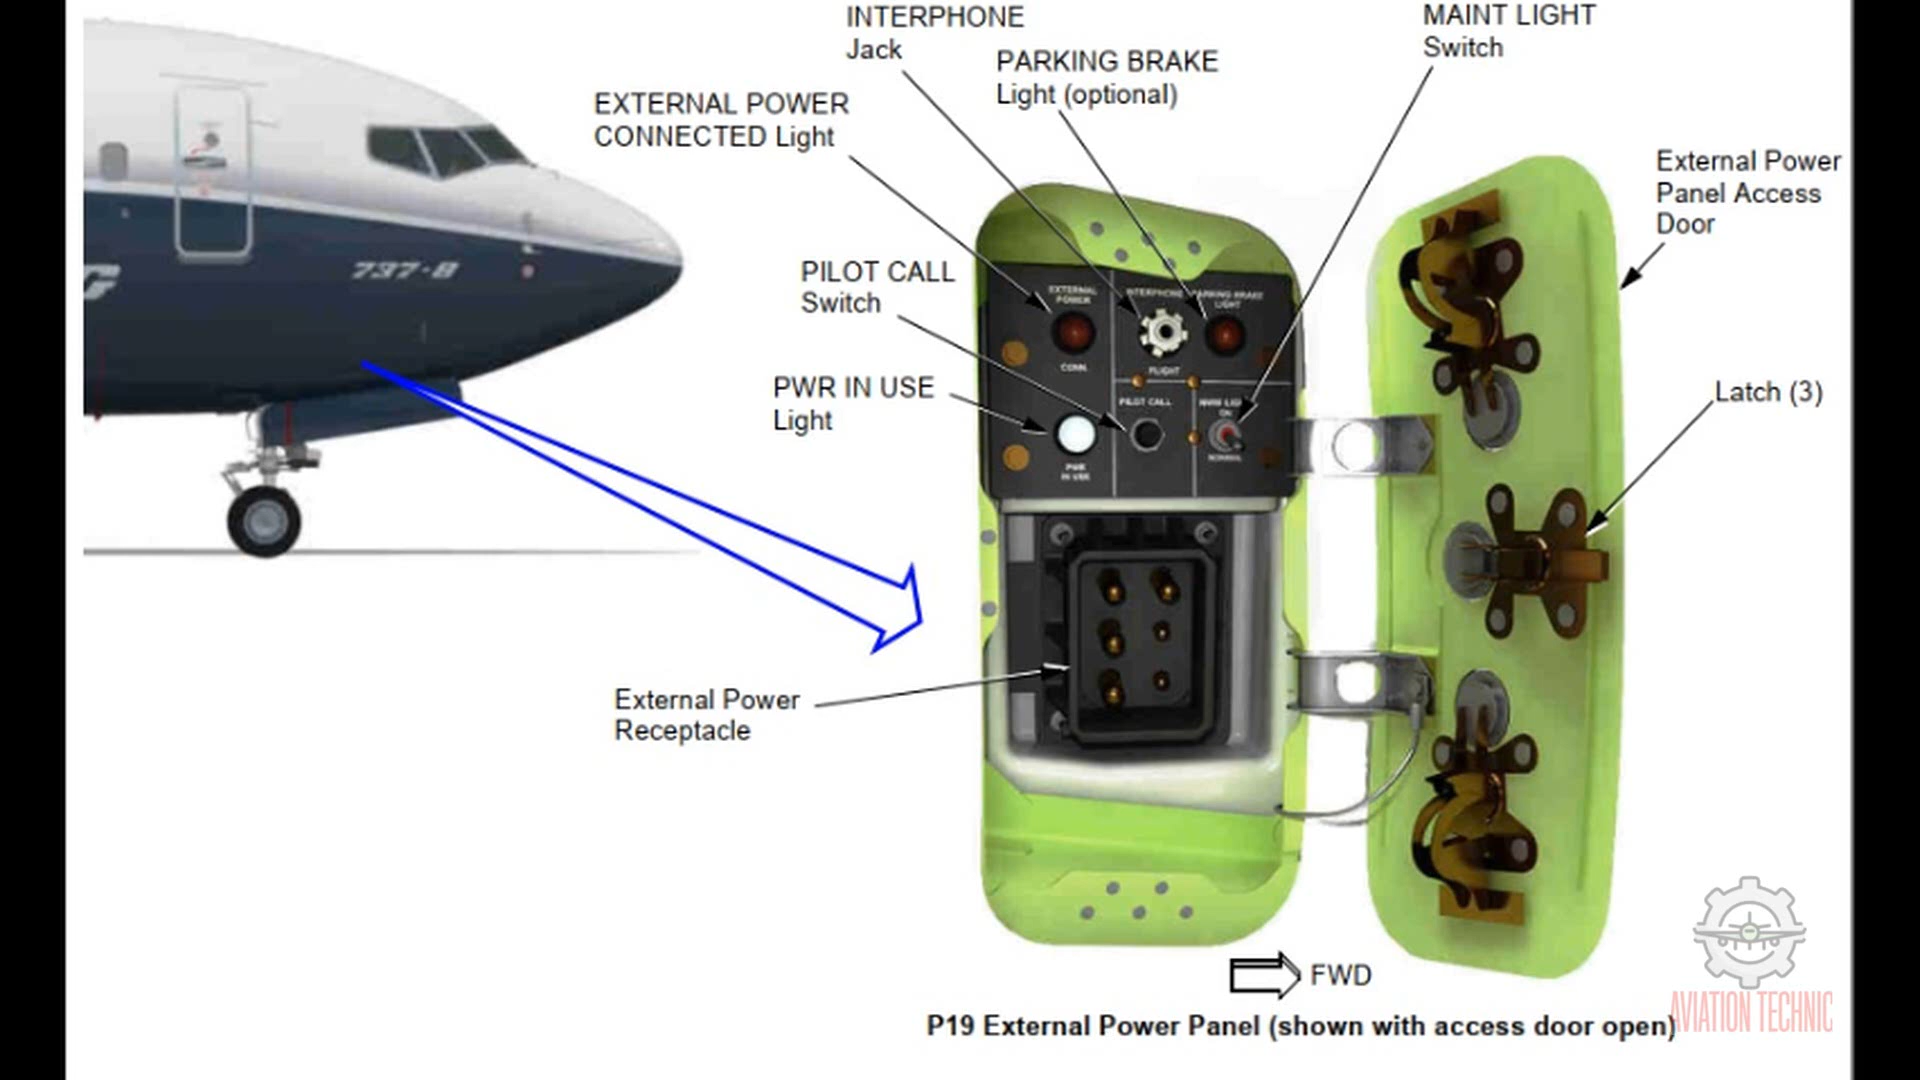 INTERPHONE
Jack
MAINT LIGHT
Switch
PARKING BRAKE
Light (optional)
EXTERNAL POWER
CONNECTED Light
External Power
Panel Access
Door
PILOT CALL
Switch
737-8
EXTERNAL
POWER
INTERPHONE
PARKING BRAKE
LIGHT
CONN.
FLIGHT
PWR IN USE
Light
PILOT CALL
ON
NORMAL
PWR
IN USE
Latch (3)
External Power
Receptacle
FWD
P19 External Power Panel (shown with access door open)
AVIATION TECHNIC